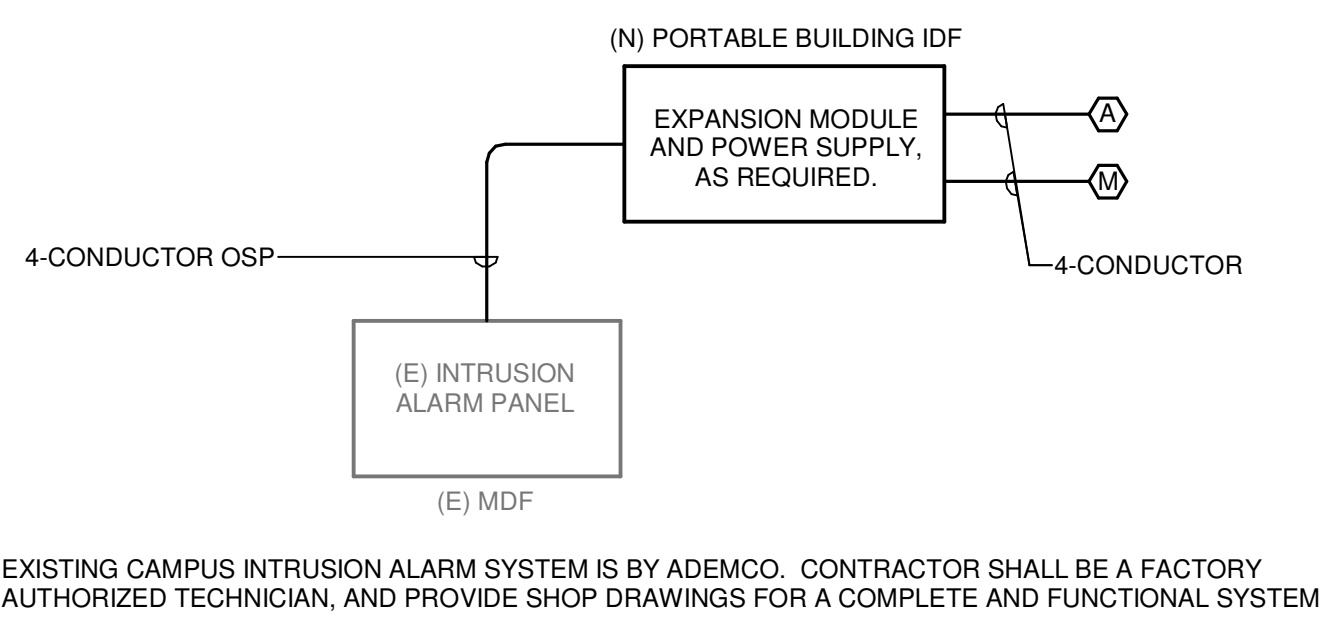 (N) PORTABLE BUILDING IDF
EXPANSION MODULE
AND POWER SUPPLY,
AS REQUIRED.
A
M
4-CONDUCTOR OSP
4-CONDUCTOR
(E) INTRUSION
ALARM PANEL
(E) MDF
EXISTING CAMPUS INTRUSION ALARM SYSTEM IS BY ADEMCO.  CONTRACTOR SHALL BE A FACTORY
AUTHORIZED TECHNICIAN, AND PROVIDE SHOP DRAWINGS FOR A COMPLETE AND FUNCTIONAL SYSTEM